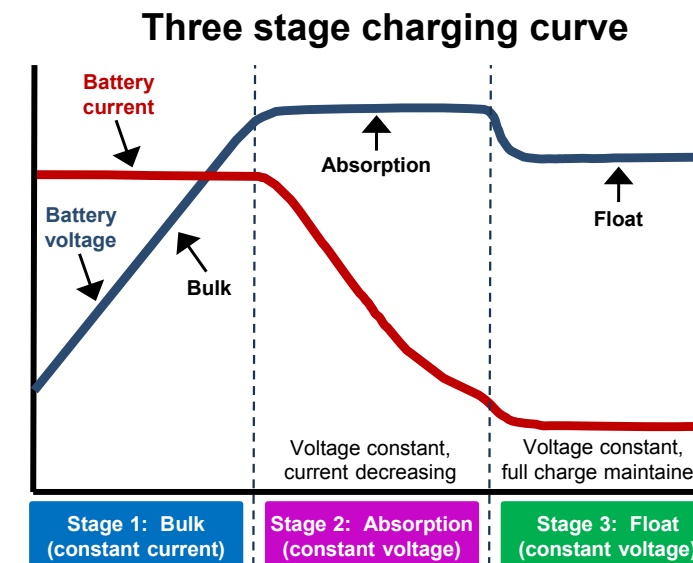 Three stage charging curve
Battery
current
Absorption
Battery
voltage
Float
Bulk
Voltage constant,
current decreasing
Voltage constant,
full charge maintaine
Stage 1: Bulk
(constant current)
Stage 2: Absorption
(constant voltage)
Stage 3: Float
(constant voltage)